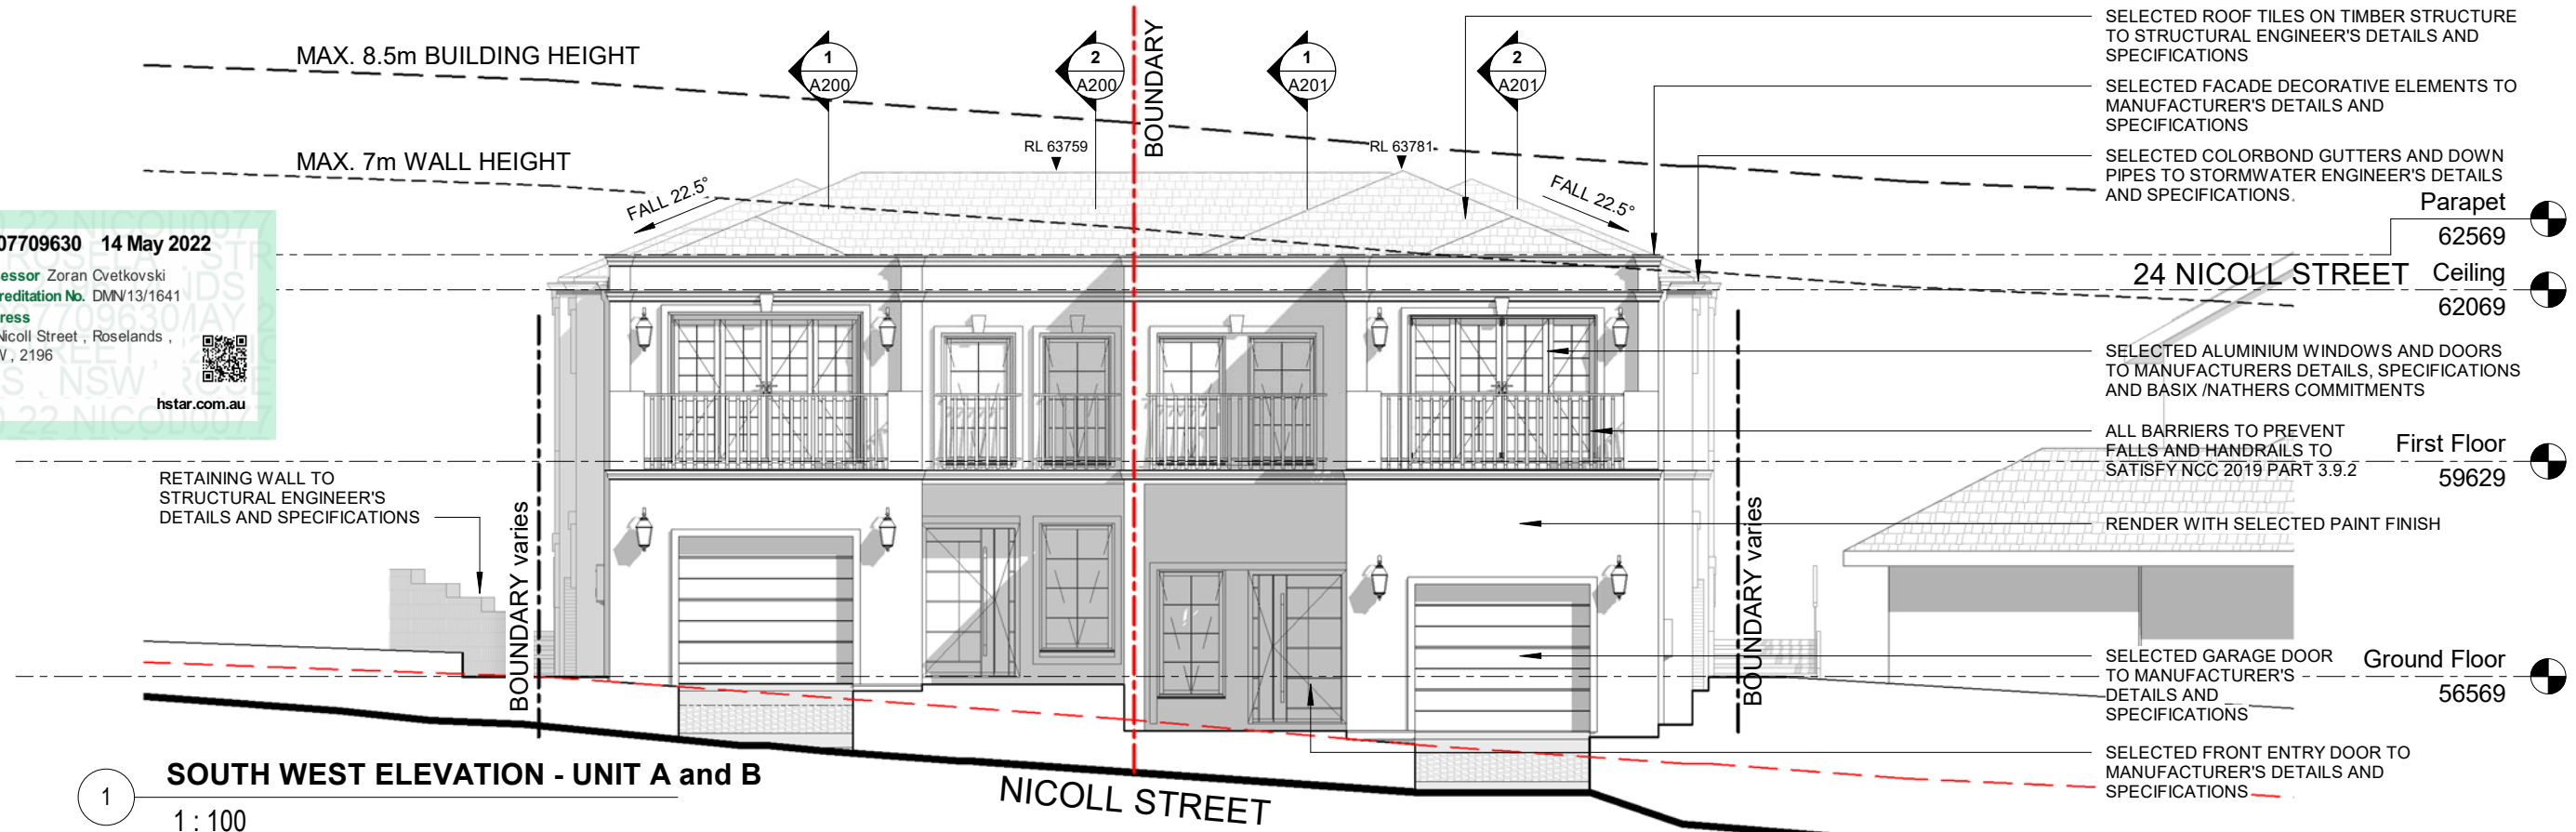 MAX. 8.5m BUILDING HEIGHT
MAX. 7m WALL HEIGHT
1
A200
2
A200
BOUNDARY
1
A201
2
A201
RL 63759
RL 63781
FALL 22.5°
FALL 22.5°
SELECTED ROOF TILES ON TIMBER STRUCTURE
TO STRUCTURAL ENGINEER'S DETAILS AND
SPECIFICATIONS
SELECTED FACADE DECORATIVE ELEMENTS TO
MANUFACTURER'S DETAILS AND
SPECIFICATIONS
SELECTED COLORBOND GUTTERS AND DOWN
PIPES TO STORMWATER ENGINEER'S DETAILS
AND SPECIFICATIONS.
Parapet
62569
24 NICOLL STREET
Ceiling
62069
07709630 14 May 2022
essor Zoran Cvetkovski
reditation No. DMN/13/1641
ress
Nicoll Street , Roselands ,
W , 2196
hstar.com.au
SELECTED ALUMINIUM WINDOWS AND DOORS
TO MANUFACTURERS DETAILS, SPECIFICATIONS
AND BASIX /NATHERS COMMITMENTS
ALL BARRIERS TO PREVENT
FALLS AND HANDRAILS TO
SATISFY NCC 2019 PART 3.9.2
First Floor
59629
RETAINING WALL TO
STRUCTURAL ENGINEER'S
DETAILS AND SPECIFICATIONS
BOUNDARY varies
BOUNDARY varies
RENDER WITH SELECTED PAINT FINISH
SELECTED GARAGE DOOR
TO MANUFACTURER'S
DETAILS AND
SPECIFICATIONS
Ground Floor
56569
SELECTED FRONT ENTRY DOOR TO
MANUFACTURER'S DETAILS AND
SPECIFICATIONS
1
SOUTH WEST ELEVATION - UNIT A and B
1 : 100
NICOLL STREET